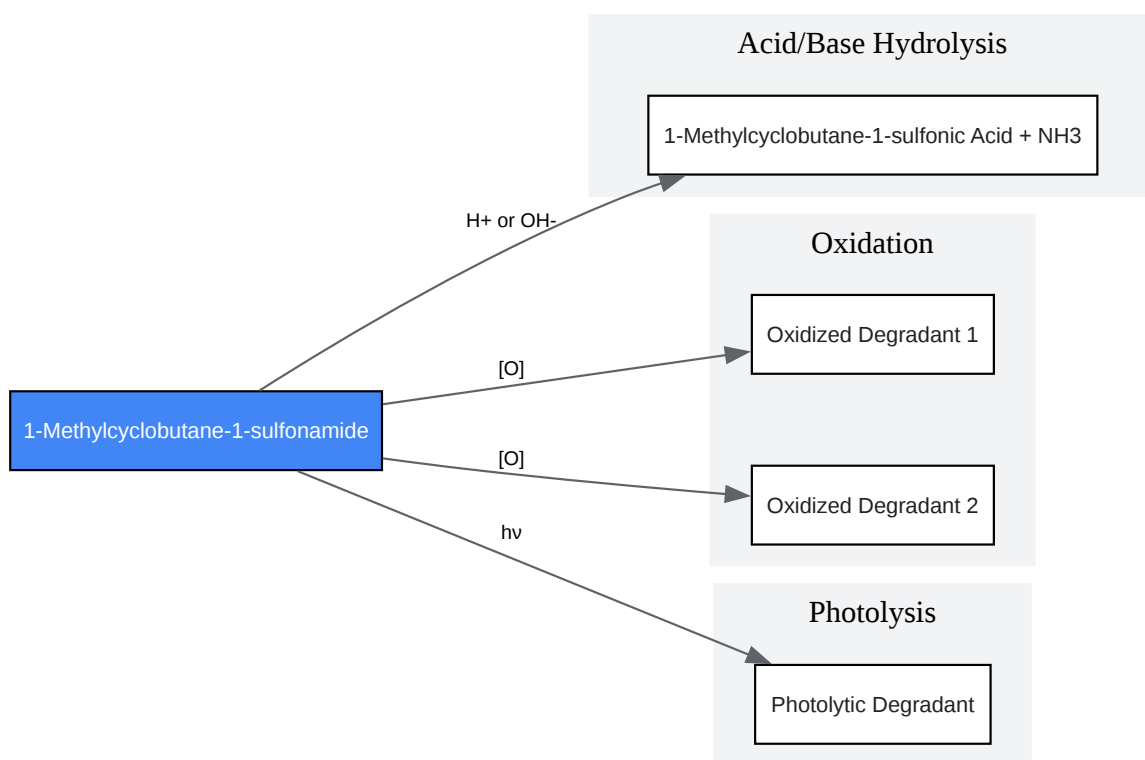 Acid/Base Hydrolysis
1-Methylcyclobutane-1-sulfonic Acid + NH3
H+ or OH-
Oxidation
Oxidized Degradant 1
[O]
1-Methylcyclobutane-1-sulfonamide
[O]
Oxidized Degradant 2
hν
Photolysis
Photolytic Degradant